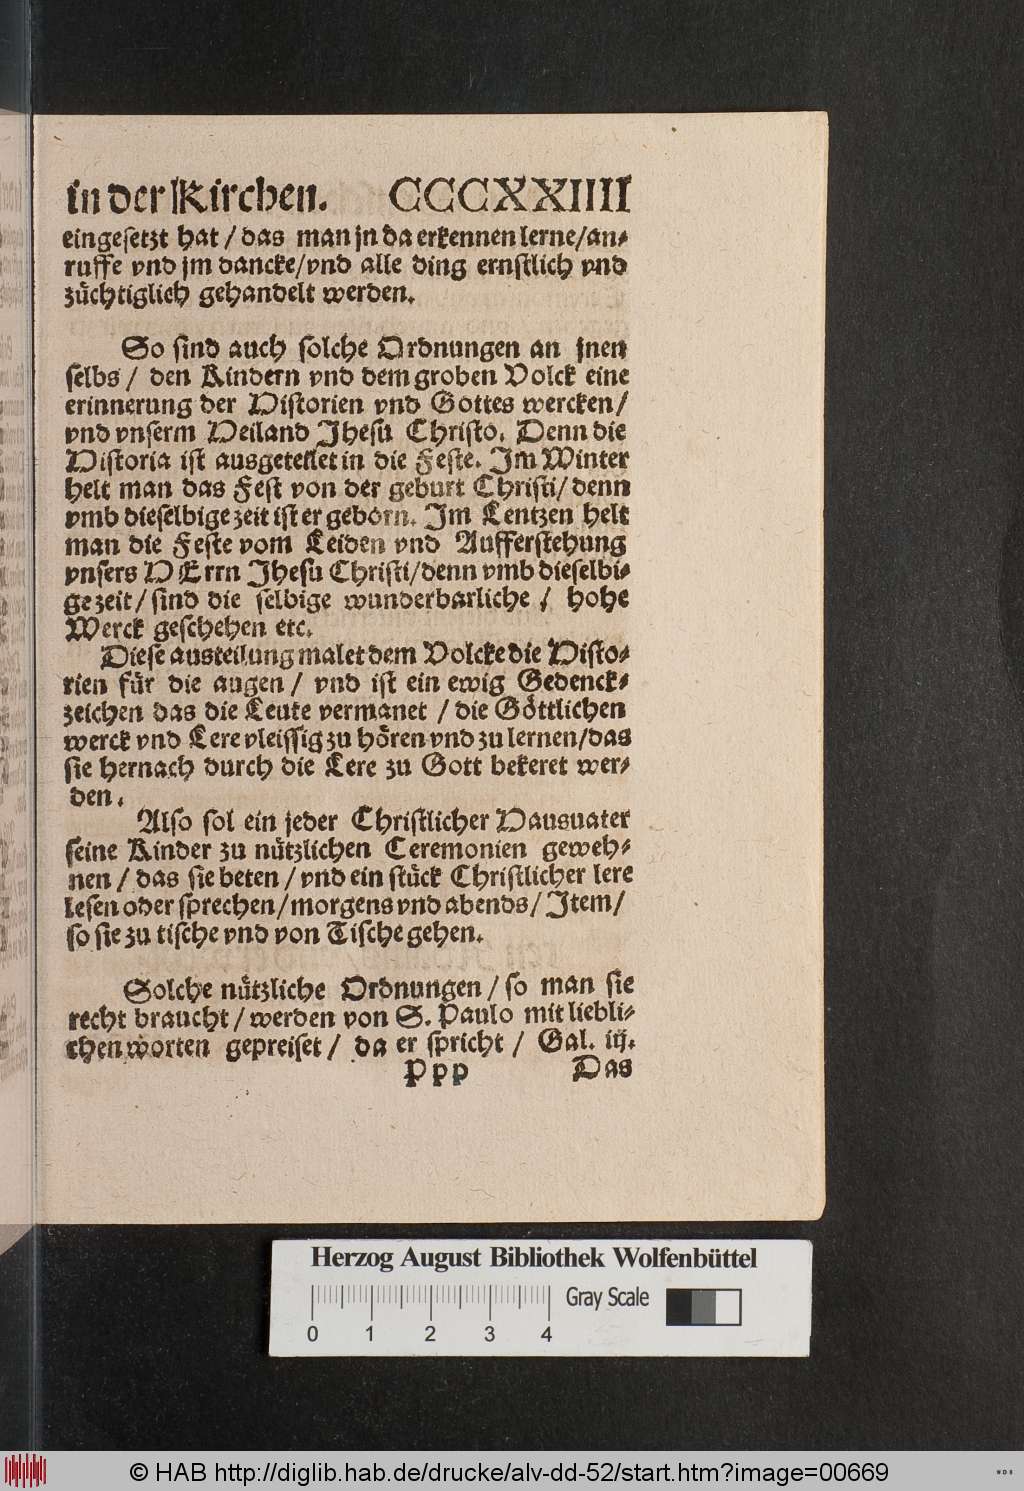 in der Kirchen. CCCXXIIII
eingesetzt hat / das man jn da erkennen lerne/an⸗
ruffe vnd jm dancke/vnd alle ding ernstlich vnd
züchtiglich gehandelt werden.
So sind auch solche Ordnungen an jnen
selbs / den Kindern vnd dem groben Volck eine
erinnerung der Historien vnd Gottes wercken/
vnd vnserm Heiland Jhesu Christo. Denn die
Historia ist ausgeteilet in die Feste. Im Winter
helt man das Fest von der geburt Christi/ denn
vmb dieselbige zeit ist er geborn. Im Lentzen helt
man die Feste vom Leiden vnd Aufferstehung
vnsers HErrn Jhesu Christi/denn vmb dieselbi⸗
ge zeit/ sind die selbige wunderbarliche / hohe
Werck geschehen etc.
Diese austeilung malet dem Volcke die Histo⸗
rien für die augen / vnd ist ein ewig Gedenck⸗
zeichen das die Leute vermanet / die Göttlichen
werck vnd Lere vleissig zu hören vnd zu lernen/das
sie hernach durch die Lere zu Gott bekeret wer⸗
den.
Also sol ein jeder Christlicher Hausuater
seine Kinder zu nützlichen Ceremonien geweh⸗
nen / das sie beten / vnd ein stück Christlicher lere
lesen oder sprechen/morgens vnd abends/ Item/
so sie zu tische vnd von Tische gehen.
Solche nützliche Ordnungen / so man sie
recht braucht / werden von S. Paulo mit liebli⸗
chen worten gepreiset / da er spricht / Gal. iij.
Ppp Das
Herzog August Bibliothek Wolfenbüttel
0 1 2 3 4 Gray Scale
© HAB http://diglib.hab.de/drucke/alv-dd-52/start.htm?image=00669